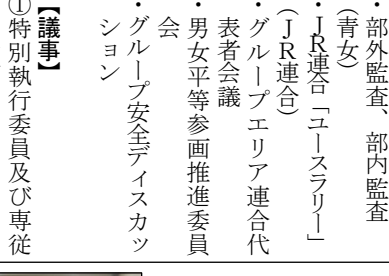 ・部外監査、部内監査
（青女）
・ＪＲ連合「ユースラリー」
（ＪＲ連合）
・グループエリア連合代
表者会議
・男女平等参画推進委員
会
・グループ安全ディスカッ
ション
【議事】
①特別執行委員及び専従